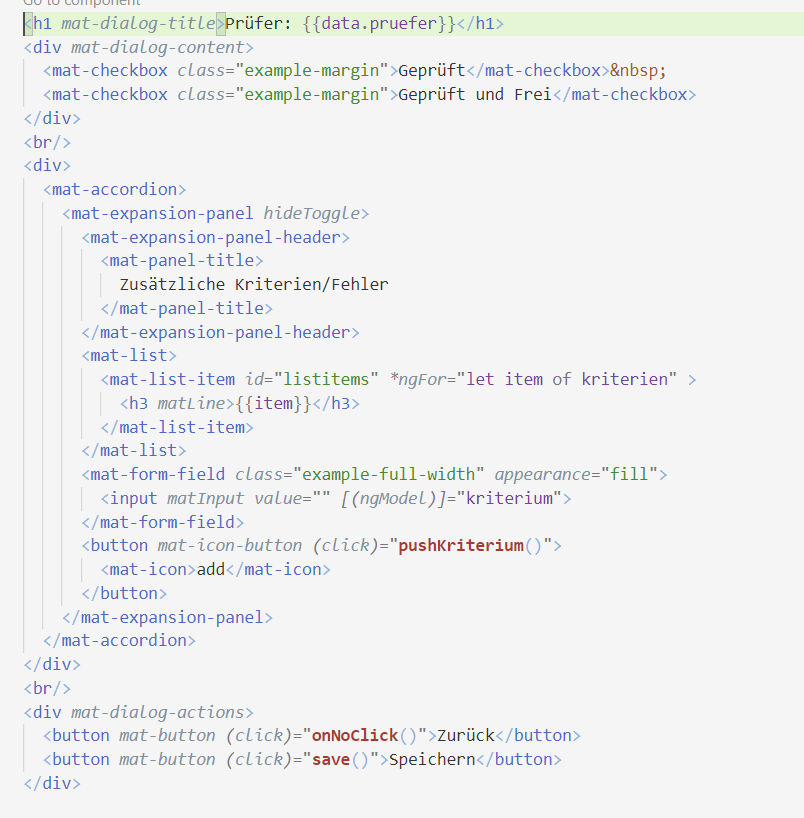 Go to component
<h1 mat-dialog-title>Prüfer: {{data.pruefer}}</h1>
<div mat-dialog-content>
  <mat-checkbox class="example-margin">Geprüft</mat-checkbox>&nbsp;
  <mat-checkbox class="example-margin">Geprüft und Frei</mat-checkbox>
</div>
<br/>
<div>
  <mat-accordion>
    <mat-expansion-panel hideToggle>
      <mat-expansion-panel-header>
        <mat-panel-title>
          Zusätzliche Kriterien/Fehler
        </mat-panel-title>
      </mat-expansion-panel-header>
      <mat-list>
        <mat-list-item id="listitems" *ngFor="let item of kriterien" >
          <h3 matLine>{{item}}</h3>
        </mat-list-item>
      </mat-list>
      <mat-form-field class="example-full-width" appearance="fill">
        <input matInput value="" [(ngModel)]="kriterium">
      </mat-form-field>
      <button mat-icon-button (click)="pushKriterium()">
        <mat-icon>add</mat-icon>
      </button>
    </mat-expansion-panel>
  </mat-accordion>
</div>
<br/>
<div mat-dialog-actions>
  <button mat-button (click)="onNoClick()">Zurück</button>
  <button mat-button (click)="save()">Speichern</button>
</div>